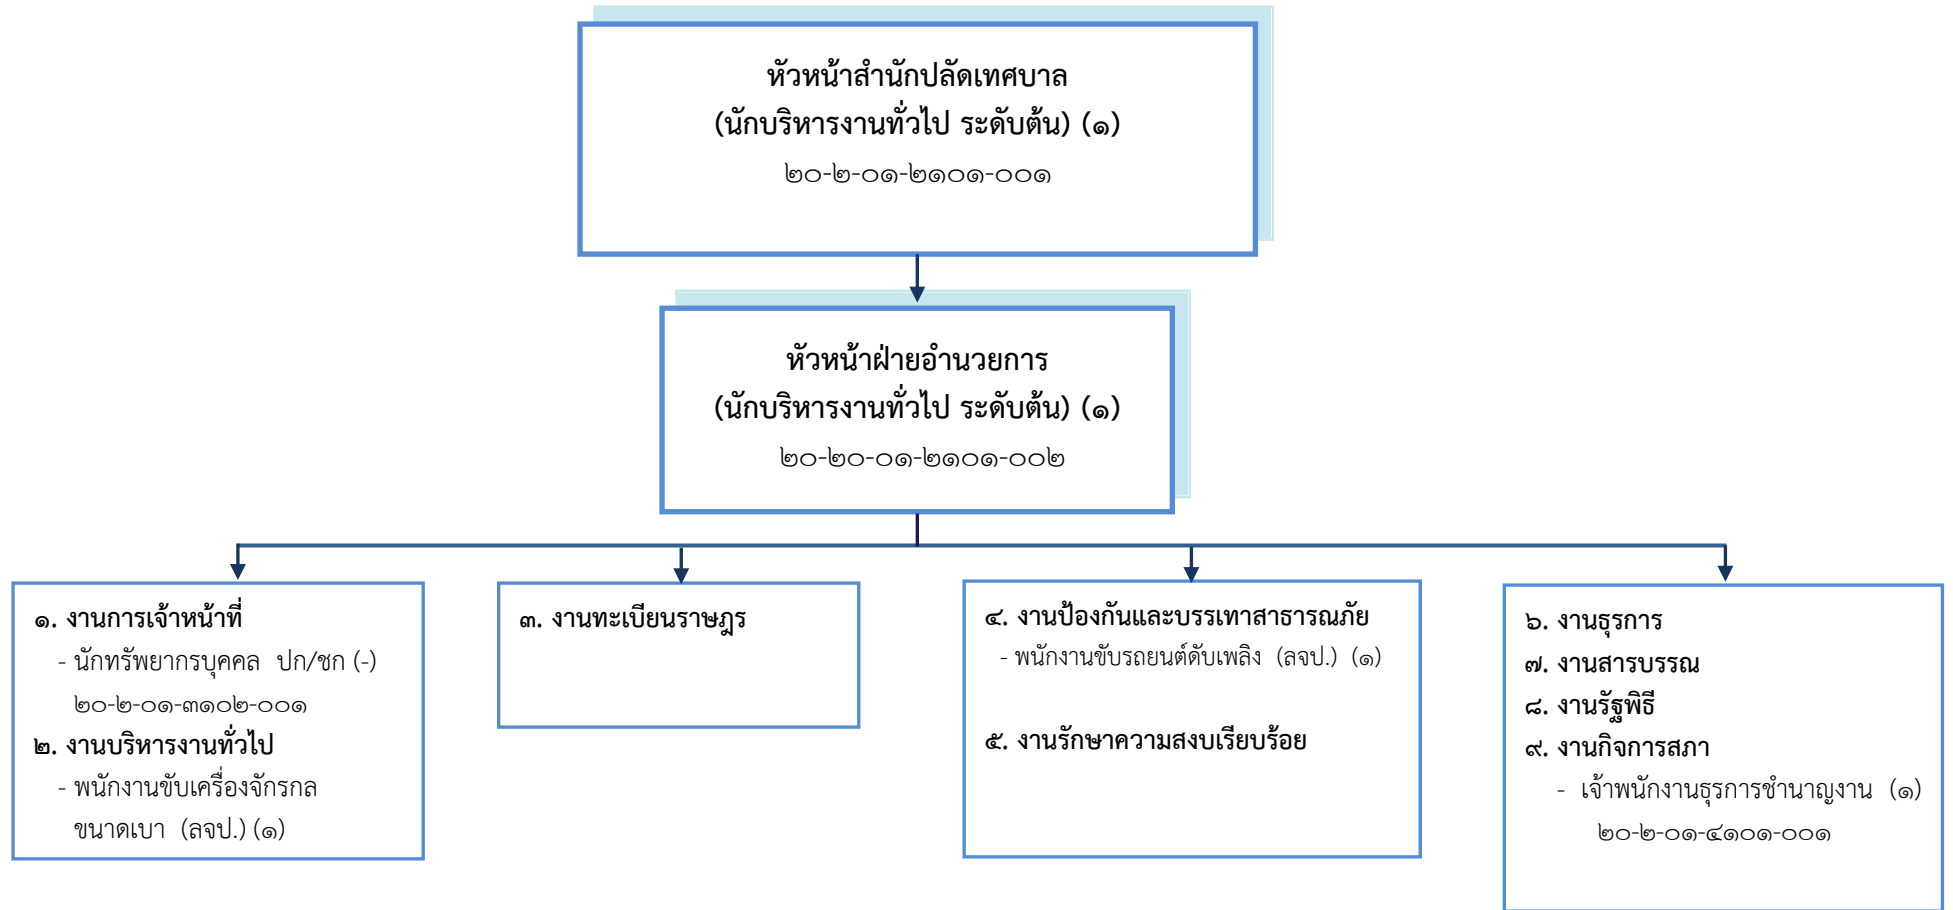 หัวหน้าสำนักปลัดเทศบาล
(นักบริหารงานทั่วไป ระดับต้น) (๑)
๒๐-๒-๐๑-๒๑๐๑-๐๐๑
หัวหน้าฝ่ายอำนวยการ
(นักบริหารงานทั่วไป ระดับต้น) (๑)
๒๐-๒๐-๐๑-๒๑๐๑-๐๐๒
๑. งานการเจ้าหน้าที่
- นักทรัพยากรบุคคล ปก/ชก (-)
๒๐-๒-๐๑-๓๑๐๒-๐๐๑
๒. งานบริหารงานทั่วไป
- พนักงานขับเครื่องจักรกล
ขนาดเบา (ลจป.) (๑)
๓. งานทะเบียนราษฎร
๔. งานป้องกันและบรรเทาสาธารณภัย
- พนักงานขับรถยนต์ดับเพลิง (ลจป.) (๑)
๕. งานรักษาความสงบเรียบร้อย
๖. งานธุรการ
๗. งานสารบรรณ
๘. งานรัฐพิธี
๙. งานกิจการสภา
- เจ้าพนักงานธุรการชำนาญงาน (๑)
๒๐-๒-๐๑-๔๑๐๑-๐๐๑